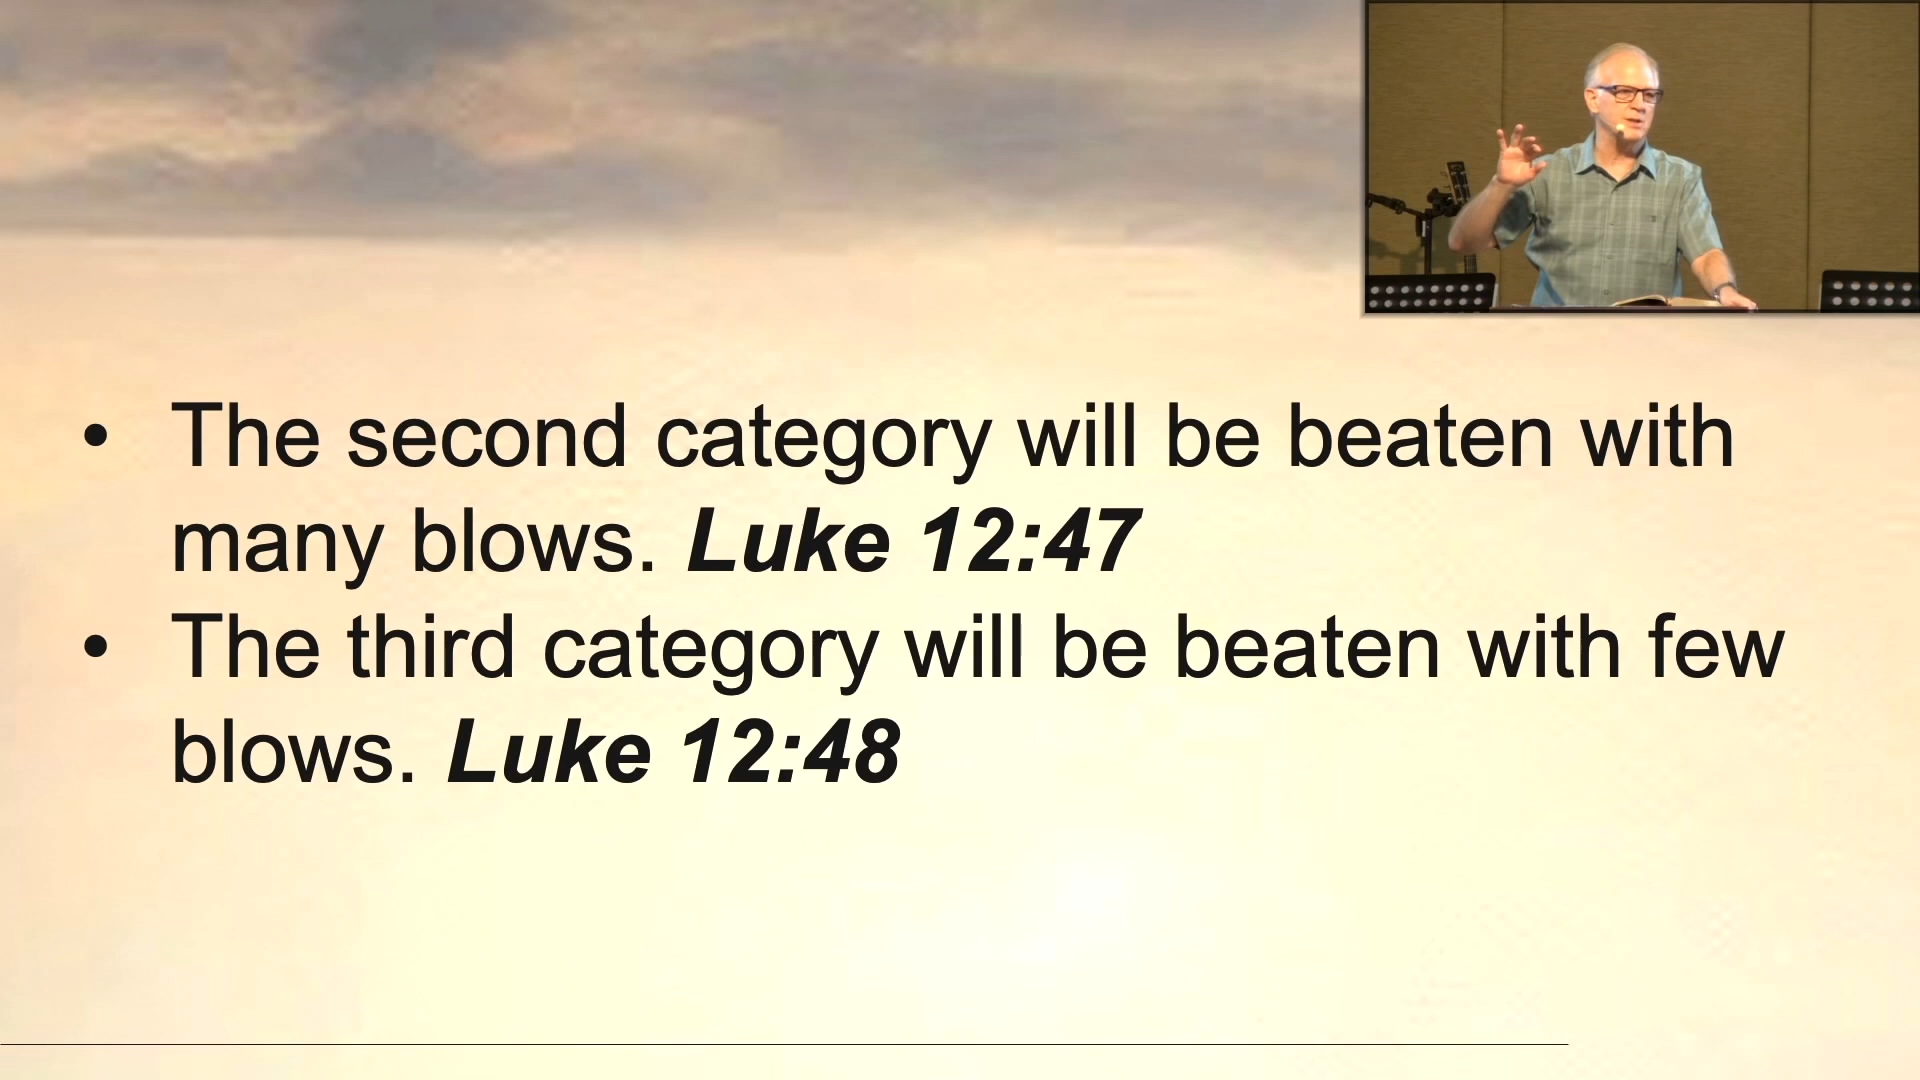 • The second category will be beaten with
many blows. Luke 12:47
• The third category will be beaten with few
blows. Luke 12:48